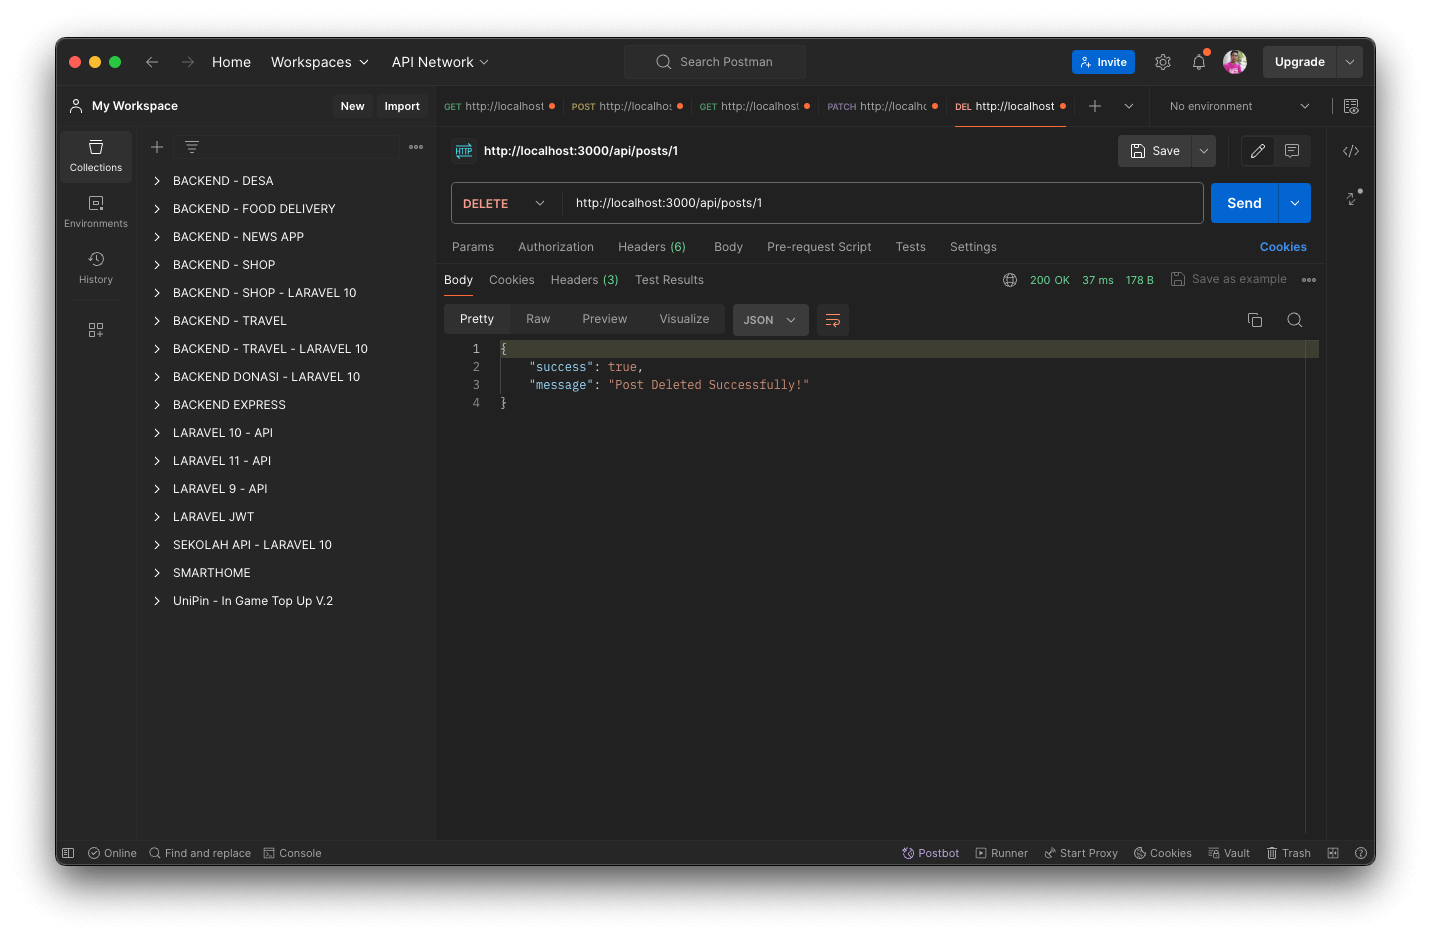 Home Workspaces API Network Search Postman Invite Upgrade
My Workspace New Import GET http://localhost POST http://localhos GET http://localhost PATCH http://localhc DEL http://localhost No environment
Collections
Environments
History
BACKEND - DESA
BACKEND - FOOD DELIVERY
BACKEND - NEWS APP
BACKEND - SHOP
BACKEND - SHOP - LARAVEL 10
BACKEND - TRAVEL
BACKEND - TRAVEL - LARAVEL 10
BACKEND DONASI - LARAVEL 10
BACKEND EXPRESS
LARAVEL 10 - API
LARAVEL 11 - API
LARAVEL 9 - API
LARAVEL JWT
SEKOLAH API - LARAVEL 10
SMARTHOME
UniPin - In Game Top Up V.2
HTTP http://localhost:3000/api/posts/1 Save </>
DELETE http://localhost:3000/api/posts/1 Send
Params Authorization Headers (6) Body Pre-request Script Tests Settings Cookies
Body Cookies Headers (3) Test Results 200 OK 37 ms 178 B Save as example
Pretty Raw Preview Visualize JSON
1 {
2 "success": true,
3 "message": "Post Deleted Successfully!"
4 }
Online Find and replace Console Postbot Runner Start Proxy Cookies Vault Trash